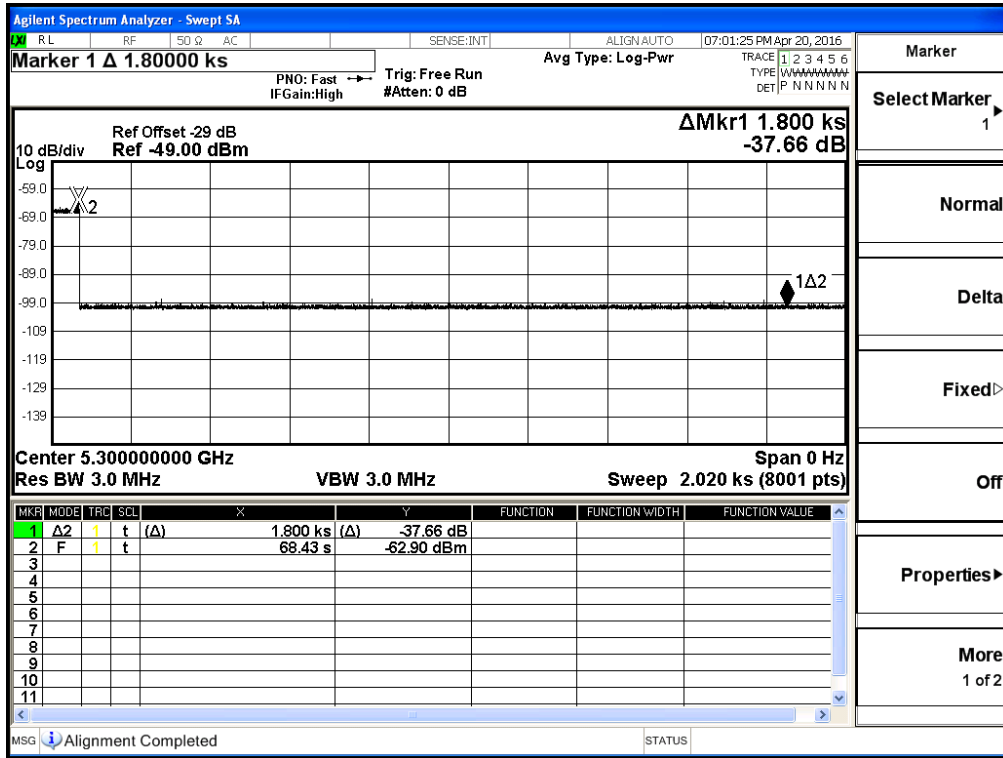 Agilent Spectrum Analyzer - Swept SA
LXI RL RF 50 Ω AC SENSE:INT ALIGN AUTO 07:01:25 PM Apr 20, 2016
Marker 1 Δ 1.80000 ks
PNO: Fast
IFGain:High
Trig: Free Run
#Atten: 0 dB
Avg Type: Log-Pwr
TRACE 1 2 3 4 5 6
TYPE
DET P N N N N N
Ref Offset -29 dB
10 dB/div Ref -49.00 dBm
Log
ΔMkr1 1.800 ks
-37.66 dB
-59.0
-69.0
-79.0
-89.0
-99.0
-109
-119
-129
-139
2
1Δ2
Center 5.300000000 GHz Span 0 Hz
Res BW 3.0 MHz VBW 3.0 MHz Sweep 2.020 ks (8001 pts)
MKR MODE TRC SCL X Y FUNCTION FUNCTION WIDTH FUNCTION VALUE
1 Δ2 1 t (Δ) 1.800 ks (Δ) -37.66 dB
2 F 1 t 68.43 s -62.90 dBm
3
4
5
6
7
8
9
10
11
MSG Alignment Completed STATUS
Marker
Select Marker
1
Normal
Delta
Fixed
Off
Properties
More
1 of 2